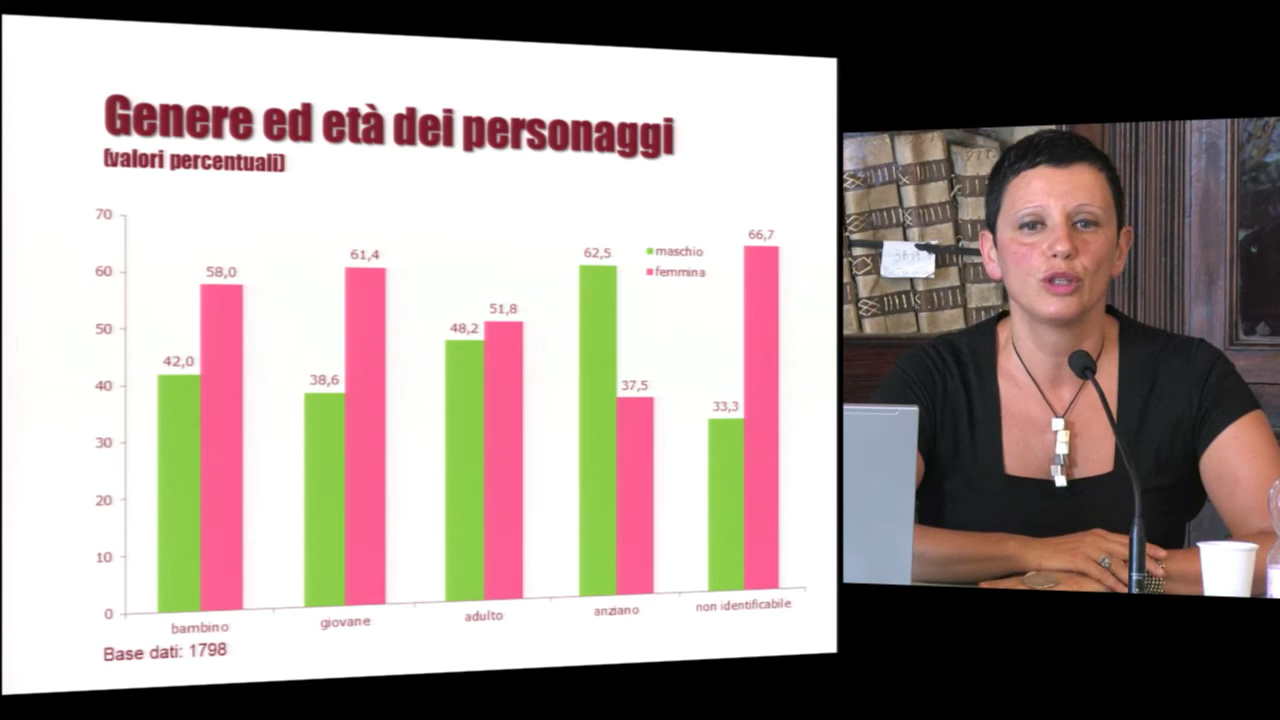 Genere ed età dei personaggi
(valori percentuali)
70
60
50
40
30
20
10
0
42,0
58,0
38,6
61,4
48,2
51,8
62,5
37,5
33,3
66,7
maschio
femmina
bambino
giovane
adulto
anziano
non identificabile
Base dati: 1798